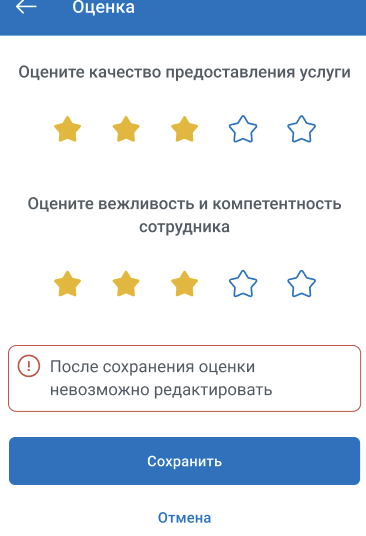 Оценка
Оцените качество предоставления услуги
Оцените вежливость и компетентность
сотрудника
После сохранения оценки
невозможно редактировать
Сохранить
Отмена